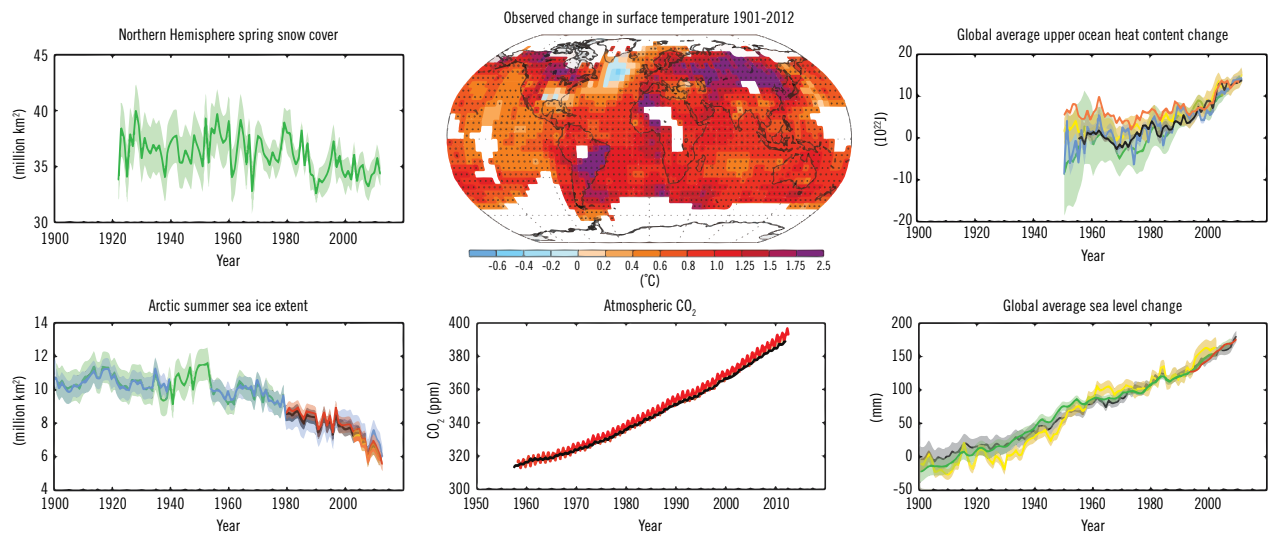 Northern Hemisphere spring snow cover
45
40
35
30
(million km²)
1900 1920 1940 1960 1980 2000
Year
Observed change in surface temperature 1901-2012
-0.6 -0.4 -0.2 0 0.2 0.4 0.6 0.8 1.0 1.25 1.5 1.75 2.5
(˚C)
Global average upper ocean heat content change
20
10
0
-10
-20
(10²²J)
1900 1920 1940 1960 1980 2000
Year
Arctic summer sea ice extent
14
12
10
8
6
4
(million km²)
1900 1920 1940 1960 1980 2000
Year
Atmospheric CO₂
400
380
360
340
320
300
CO₂ (ppm)
1950 1960 1970 1980 1990 2000 2010
Year
Global average sea level change
200
150
100
50
0
-50
(mm)
1900 1920 1940 1960 1980 2000
Year